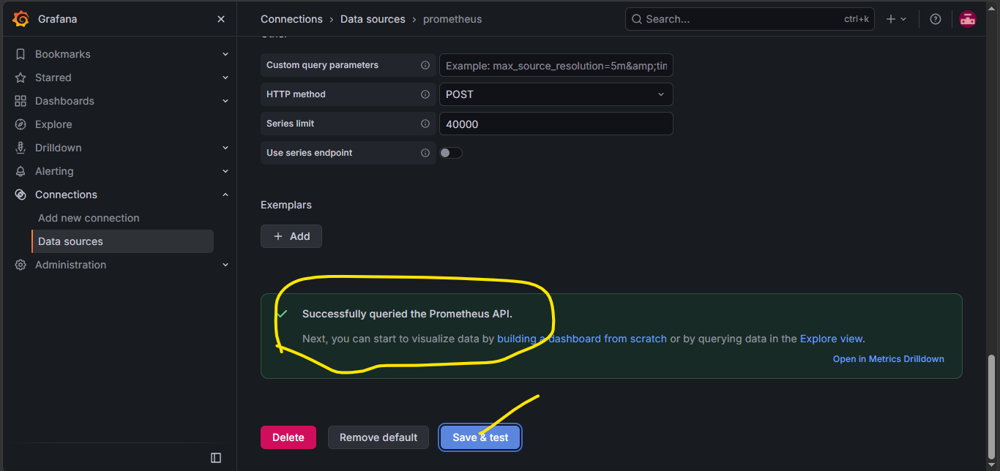 Grafana
Connections › Data sources › prometheus
Search...
ctrl+k
Bookmarks
Starred
Dashboards
Explore
Drilldown
Alerting
Connections
Add new connection
Data sources
Administration
Other
Custom query parameters
Example: max_source_resolution=5m&amp;tin
HTTP method
POST
Series limit
40000
Use series endpoint
Exemplars
+ Add
Successfully queried the Prometheus API.
Next, you can start to visualize data by building a dashboard from scratch or by querying data in the Explore view.
Open in Metrics Drilldown
Delete
Remove default
Save & test